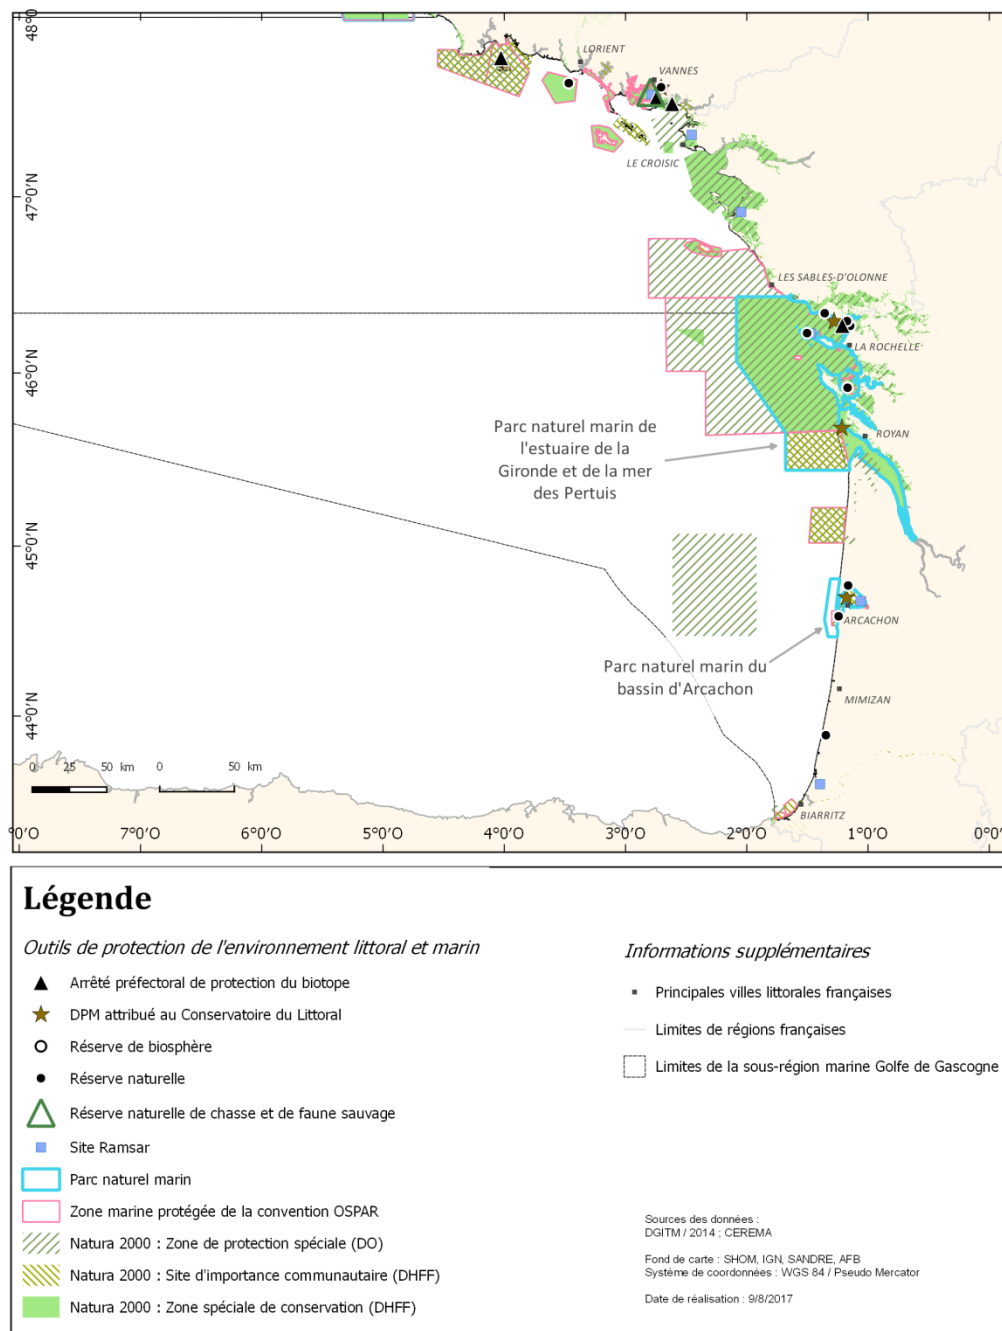 48°0
LORIENT
VANNES
LE CROISIC
47°0'N
LES SABLES-D'OLONNE
LA ROCHELLE
46°0'N
Parc naturel marin de
l'estuaire de la
Gironde et de la mer
des Pertuis
ROYAN
45°0'N
ARCACHON
Parc naturel marin du
bassin d'Arcachon
MIMIZAN
44°0'N
0 25 50 km 0 50 km
BIARRITZ
9°0'O 7°0'O 6°0'O 5°0'O 4°0'O 3°0'O 2°0'O 1°0'O 0°0'
Légende
Outils de protection de l'environnement littoral et marin
Arrêté préfectoral de protection du biotope
DPM attribué au Conservatoire du Littoral
Réserve de biosphère
Réserve naturelle
Réserve naturelle de chasse et de faune sauvage
Site Ramsar
Parc naturel marin
Zone marine protégée de la convention OSPAR
Natura 2000 : Zone de protection spéciale (DO)
Natura 2000 : Site d'importance communautaire (DHFF)
Natura 2000 : Zone spéciale de conservation (DHFF)
Informations supplémentaires
Principales villes littorales françaises
Limites de régions françaises
Limites de la sous-région marine Golfe de Gascogne
Sources des données :
DGITM / 2014 ; CEREMA
Fond de carte : SHOM, IGN, SANDRE, AFB
Système de coordonnées : WGS 84 / Pseudo Mercator
Date de réalisation : 9/8/2017